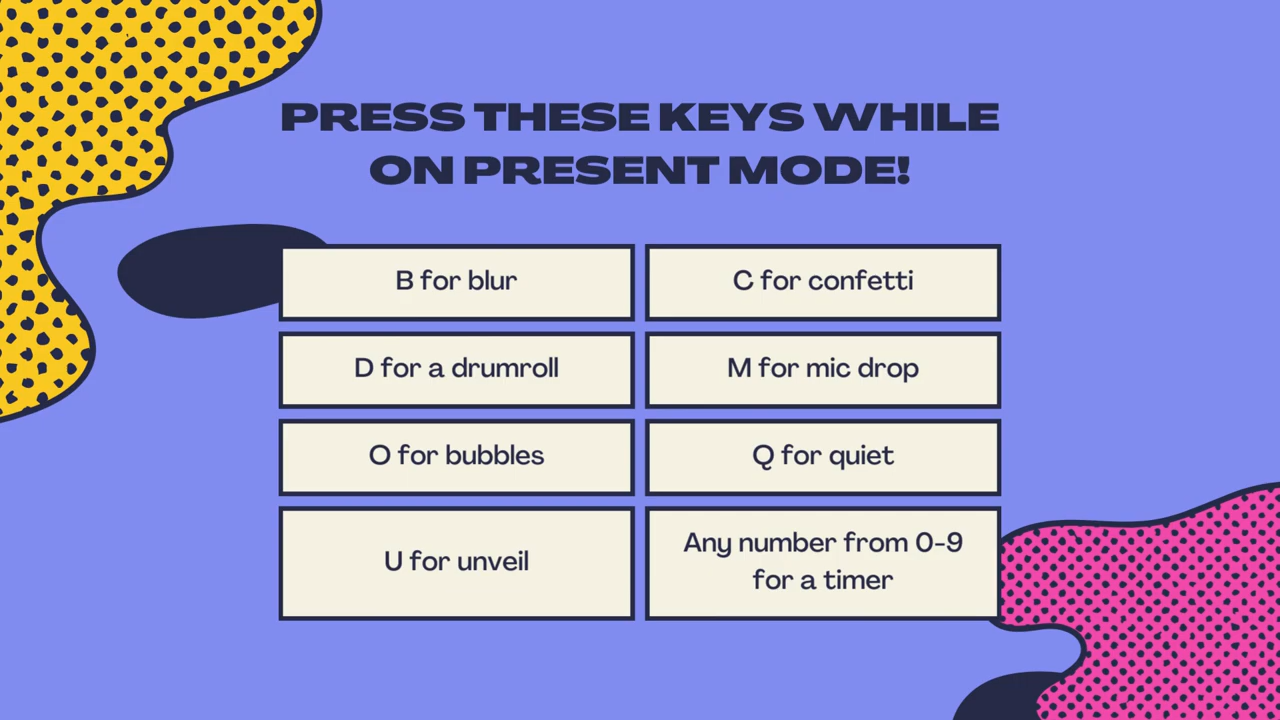 PRESS THESE KEYS WHILE
ON PRESENT MODE!
B for blur
C for confetti
D for a drumroll
M for mic drop
O for bubbles
Q for quiet
U for unveil
Any number from 0-9
for a timer